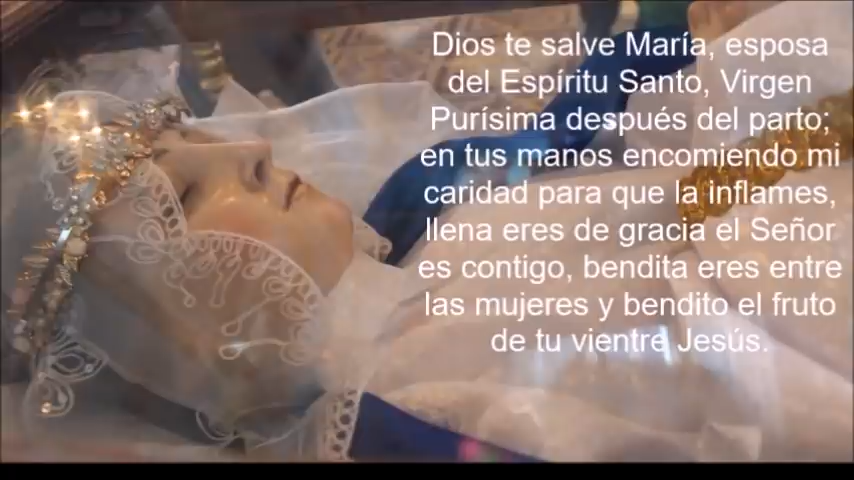 Dios te salve María, esposa
del Espíritu Santo, Virgen
Purísima después del parto;
en tus manos encomiendo mi
caridad para que la inflames,
llena eres de gracia el Señor
es contigo, bendita eres entre
las mujeres y bendito el fruto
de tu vientre Jesús.